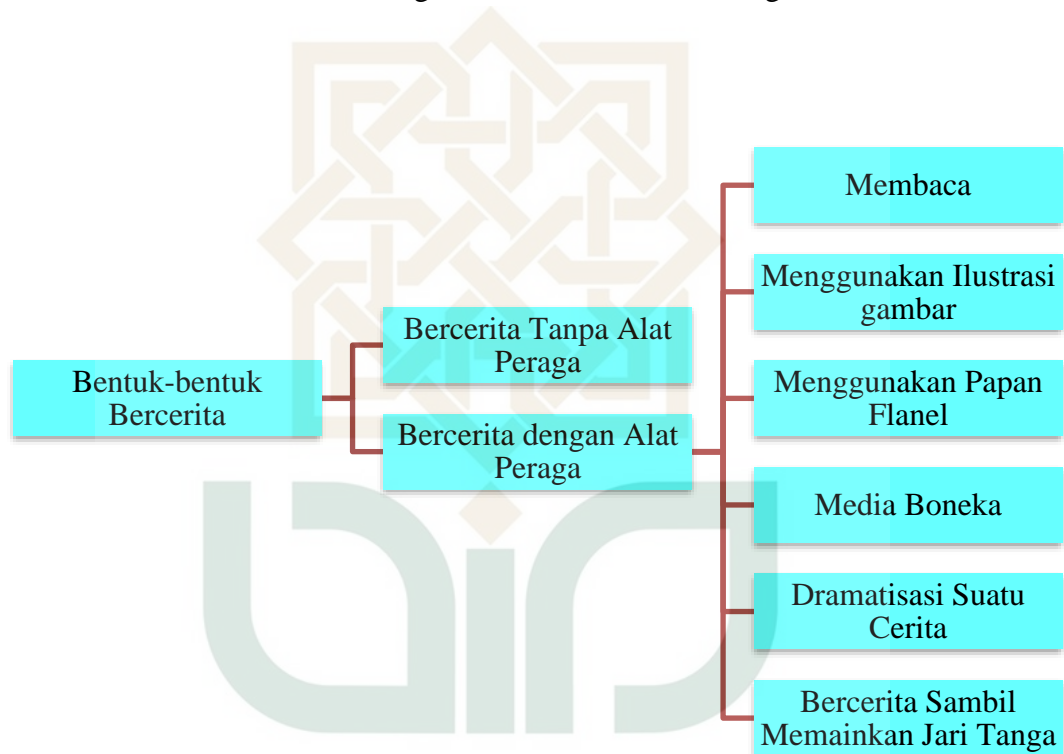 Bentuk-bentuk
Bercerita
Bercerita Tanpa Alat
Peraga
Bercerita dengan Alat
Peraga
Membaca
Menggunakan Ilustrasi
gambar
Menggunakan Papan
Flanel
Media Boneka
Dramatisasi Suatu
Cerita
Bercerita Sambil
Memainkan Jari Tanga